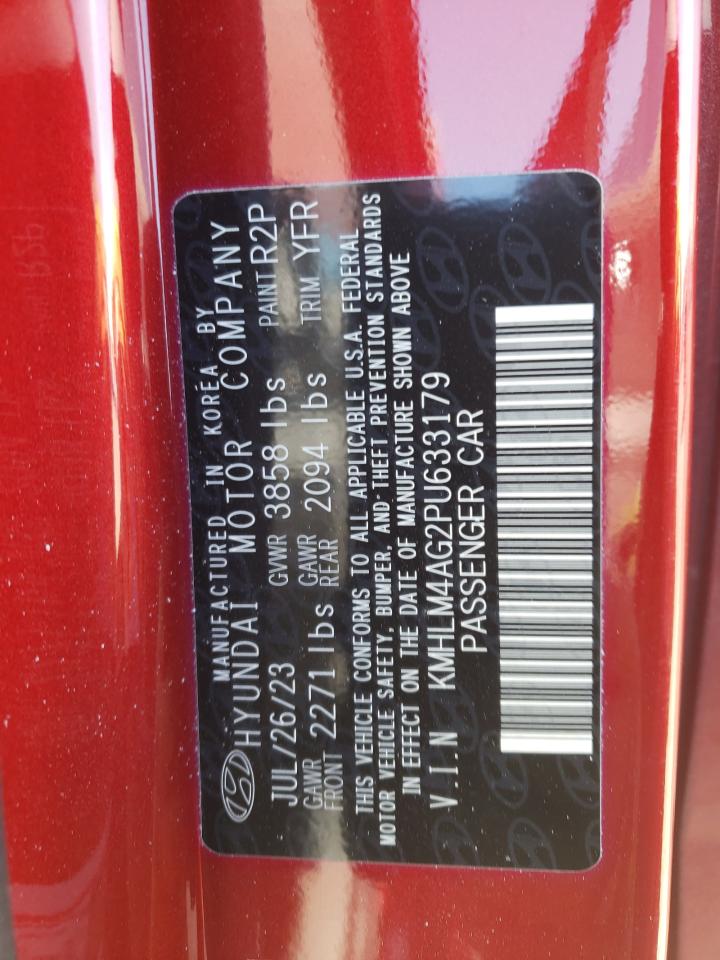 MANUFACTURED IN KOREA BY
HYUNDAI MOTOR COMPANY
JUL/26/23 GVWR 3858 lbs PAINT R2P
GAWR FRONT 2271 lbs GAWR REAR 2094 lbs TRIM YFR
THIS VEHICLE CONFORMS TO ALL APPLICABLE U.S.A. FEDERAL
MOTOR VEHICLE SAFETY, BUMPER, AND THEFT PREVENTION STANDARDS
IN EFFECT ON THE DATE OF MANUFACTURE SHOWN ABOVE
V.I.N KMHLM4AG2PU633179
PASSENGER CAR